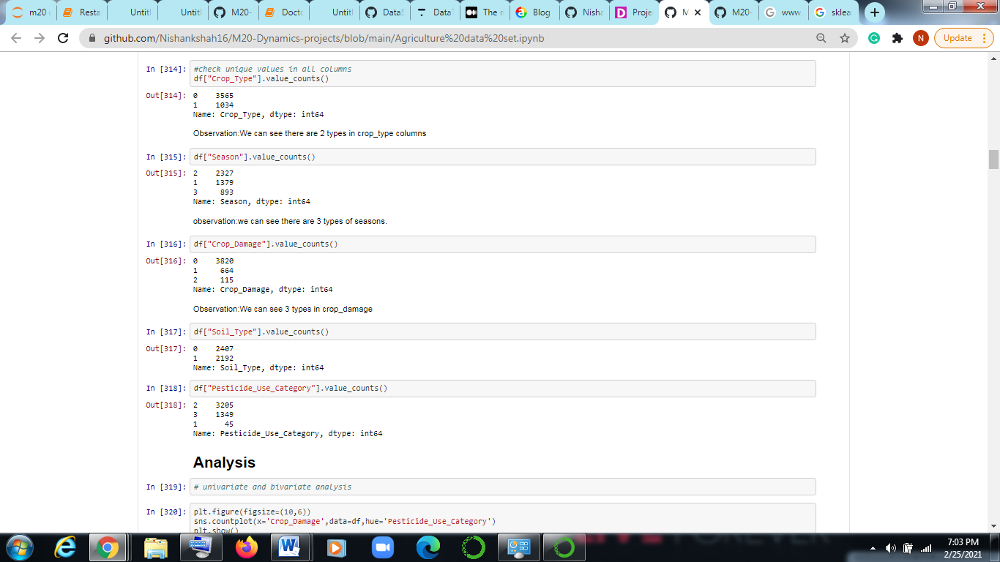 m20
Resta
Untitl
Untitl
M20-
Docto
Untitl
DataS
DataT
The m
Blog
Nisha
Proje
M
M20-
www.
sklea
github.com/Nishankshah16/M20-Dynamics-projects/blob/main/Agriculture%20data%20set.ipynb
N
Update
In [314]: #check unique values in all columns
df["Crop_Type"].value_counts()
Out[314]: 0    3565
1    1034
Name: Crop_Type, dtype: int64
Observation:We can see there are 2 types in crop_type columns
In [315]: df["Season"].value_counts()
Out[315]: 2    2327
1    1379
3     893
Name: Season, dtype: int64
observation:we can see there are 3 types of seasons.
In [316]: df["Crop_Damage"].value_counts()
Out[316]: 0    3820
1     664
2     115
Name: Crop_Damage, dtype: int64
Observation:We can see 3 types in crop_damage
In [317]: df["Soil_Type"].value_counts()
Out[317]: 0    2407
1    2192
Name: Soil_Type, dtype: int64
In [318]: df["Pesticide_Use_Category"].value_counts()
Out[318]: 2    3205
3    1349
1      45
Name: Pesticide_Use_Category, dtype: int64
Analysis
In [319]: # univariate and bivariate analysis
In [320]: plt.figure(figsize=(10,6))
sns.countplot(x='Crop_Damage',data=df,hue='Pesticide_Use_Category')
plt.show()
7:03 PM
2/25/2021